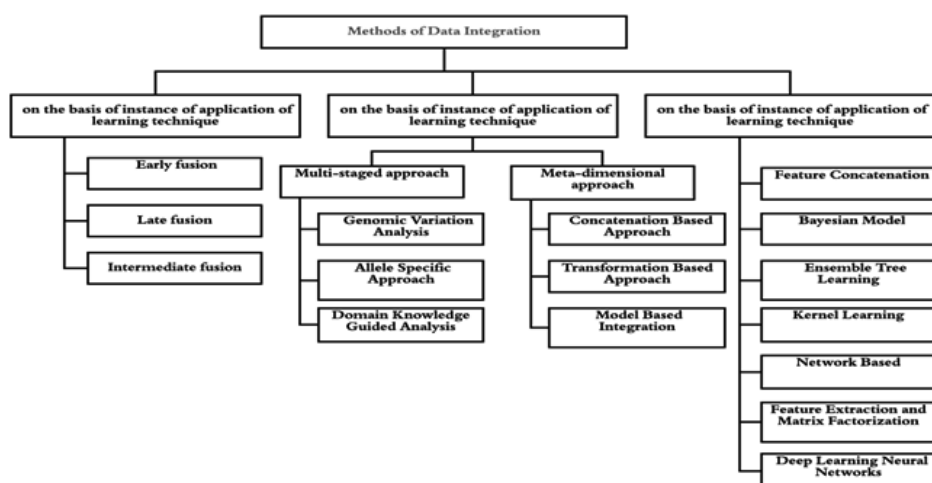 Methods of Data Integration
on the basis of instance of application of
learning technique
on the basis of instance of application of
learning technique
on the basis of instance of application of
learning technique
Early fusion
Late fusion
Intermediate fusion
Multi-staged approach
Genomic Variation
Analysis
Allele Specific
Approach
Domain Knowledge
Guided Analysis
Meta-dimensional
approach
Concatenation Based
Approach
Transformation Based
Approach
Model Based
Integration
Feature Concatenation
Bayesian Model
Ensemble Tree
Learning
Kernel Learning
Network Based
Feature Extraction and
Matrix Factorization
Deep Learning Neural
Networks